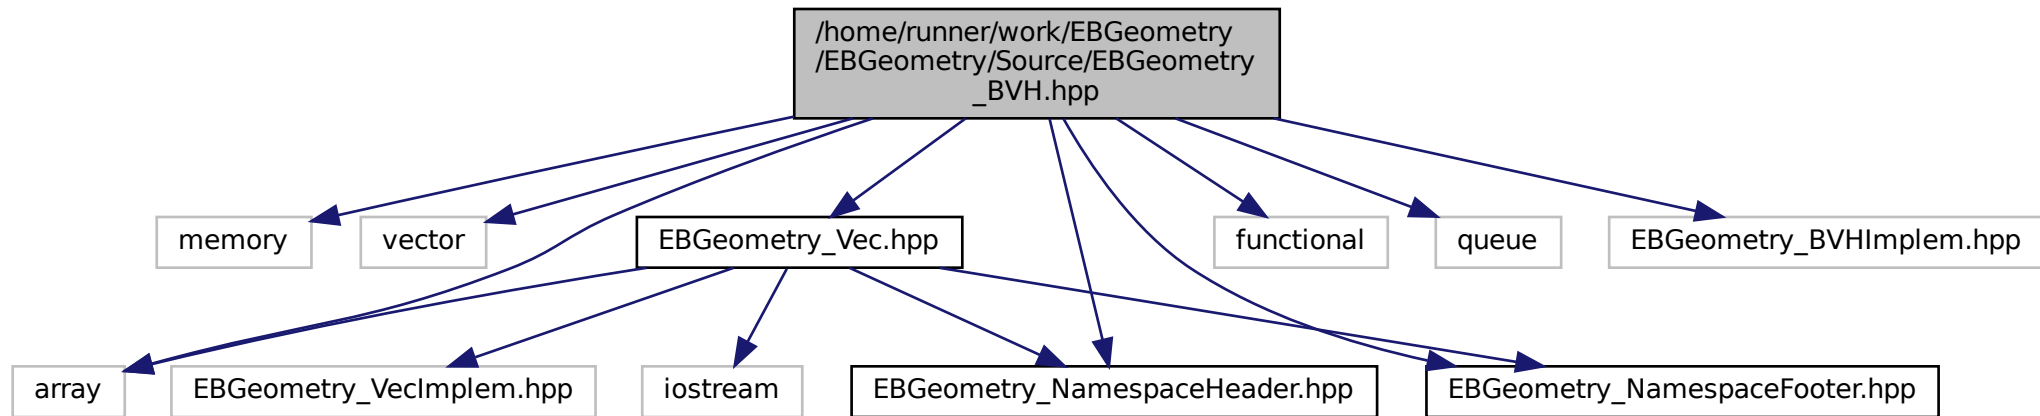 /home/runner/work/EBGeometry
/EBGeometry/Source/EBGeometry
_BVH.hpp
memory
vector
EBGeometry_Vec.hpp
functional
queue
EBGeometry_BVHImplem.hpp
array
EBGeometry_VecImplem.hpp
iostream
EBGeometry_NamespaceHeader.hpp
EBGeometry_NamespaceFooter.hpp